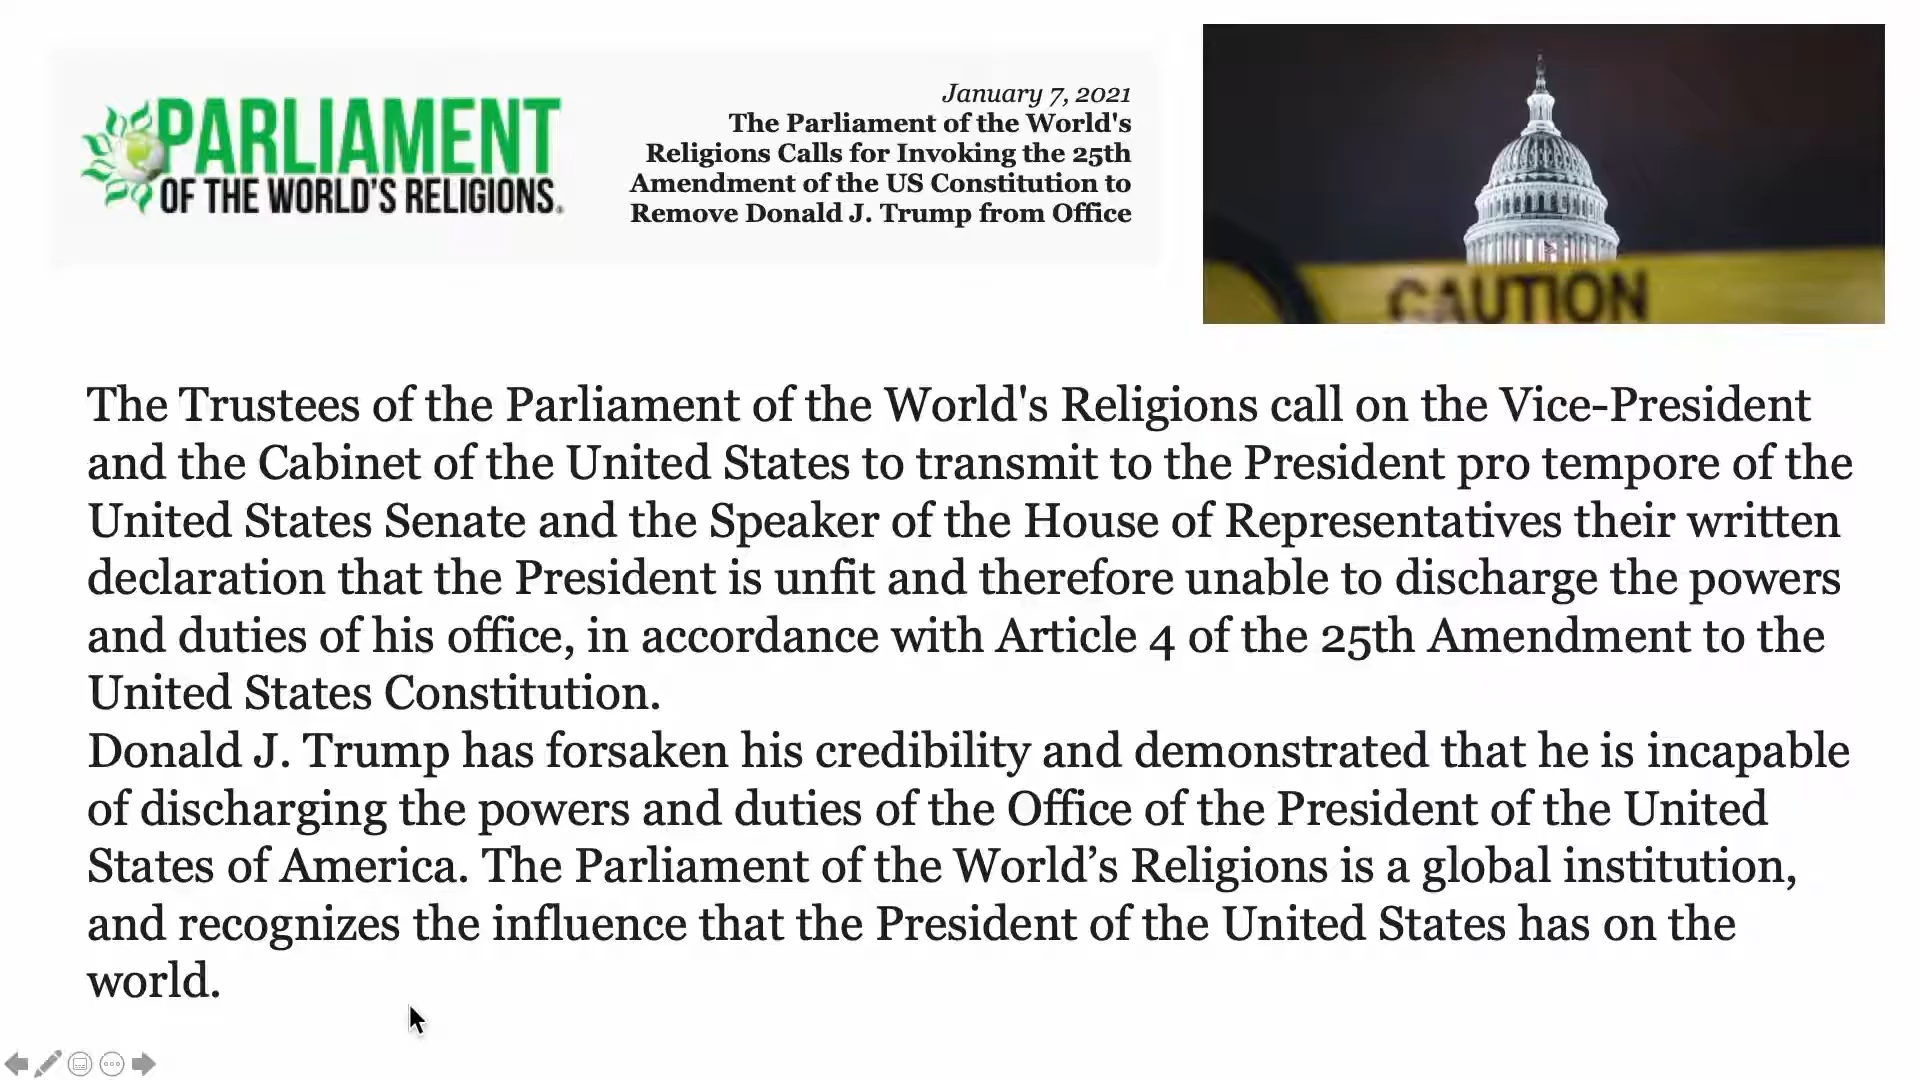 PARLIAMENT
OF THE WORLD'S RELIGIONS®
January 7, 2021
The Parliament of the World's
Religions Calls for Invoking the 25th
Amendment of the US Constitution to
Remove Donald J. Trump from Office
CAUTION
The Trustees of the Parliament of the World's Religions call on the Vice-President
and the Cabinet of the United States to transmit to the President pro tempore of the
United States Senate and the Speaker of the House of Representatives their written
declaration that the President is unfit and therefore unable to discharge the powers
and duties of his office, in accordance with Article 4 of the 25th Amendment to the
United States Constitution.
Donald J. Trump has forsaken his credibility and demonstrated that he is incapable
of discharging the powers and duties of the Office of the President of the United
States of America. The Parliament of the World’s Religions is a global institution,
and recognizes the influence that the President of the United States has on the
world.